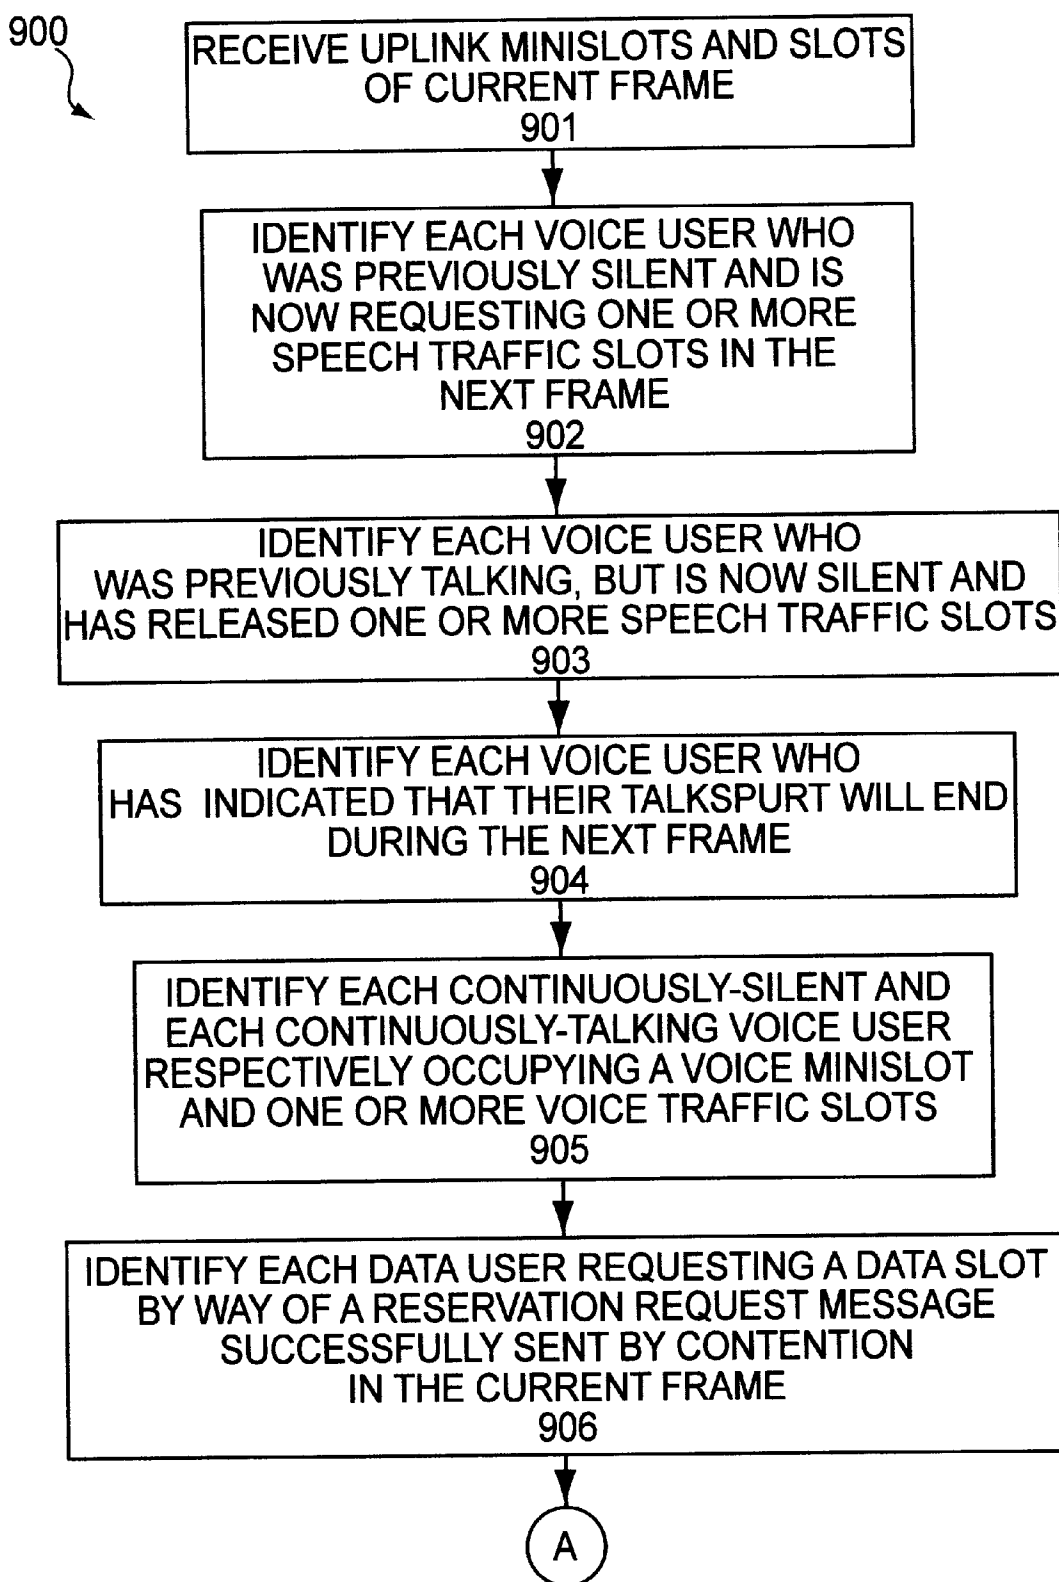 900
RECEIVE UPLINK MINISLOTS AND SLOTS
OF CURRENT FRAME
901
IDENTIFY EACH VOICE USER WHO
WAS PREVIOUSLY SILENT AND IS
NOW REQUESTING ONE OR MORE
SPEECH TRAFFIC SLOTS IN THE
NEXT FRAME
902
IDENTIFY EACH VOICE USER WHO
WAS PREVIOUSLY TALKING, BUT IS NOW SILENT AND
HAS RELEASED ONE OR MORE SPEECH TRAFFIC SLOTS
903
IDENTIFY EACH VOICE USER WHO
HAS INDICATED THAT THEIR TALKSPURT WILL END
DURING THE NEXT FRAME
904
IDENTIFY EACH CONTINUOUSLY-SILENT AND
EACH CONTINUOUSLY-TALKING VOICE USER
RESPECTIVELY OCCUPYING A VOICE MINISLOT
AND ONE OR MORE VOICE TRAFFIC SLOTS
905
IDENTIFY EACH DATA USER REQUESTING A DATA SLOT
BY WAY OF A RESERVATION REQUEST MESSAGE
SUCCESSFULLY SENT BY CONTENTION
IN THE CURRENT FRAME
906
A